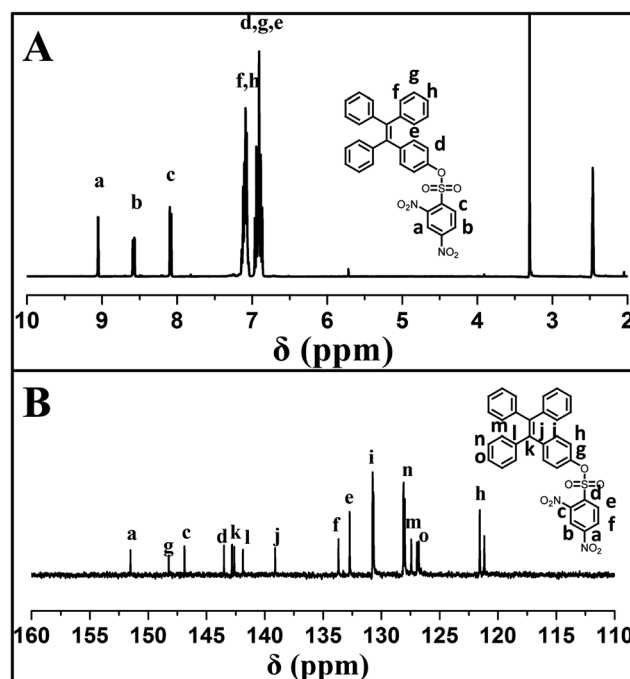 A
d,g,e
f,h
a
b
c
g
f
h
e
d
O
O=S=O
O₂N
c
a
b
NO₂
10 9 8 7 6 5 4 3 2
δ (ppm)
B
a
g
c
d
k
l
j
f
e
i
n
m
o
h
m
n
l
j
i
h
o
k
g
O
O=S=O
d
O₂N
c
e
b
a
f
NO₂
160 155 150 145 140 135 130 125 120 115 110
δ (ppm)